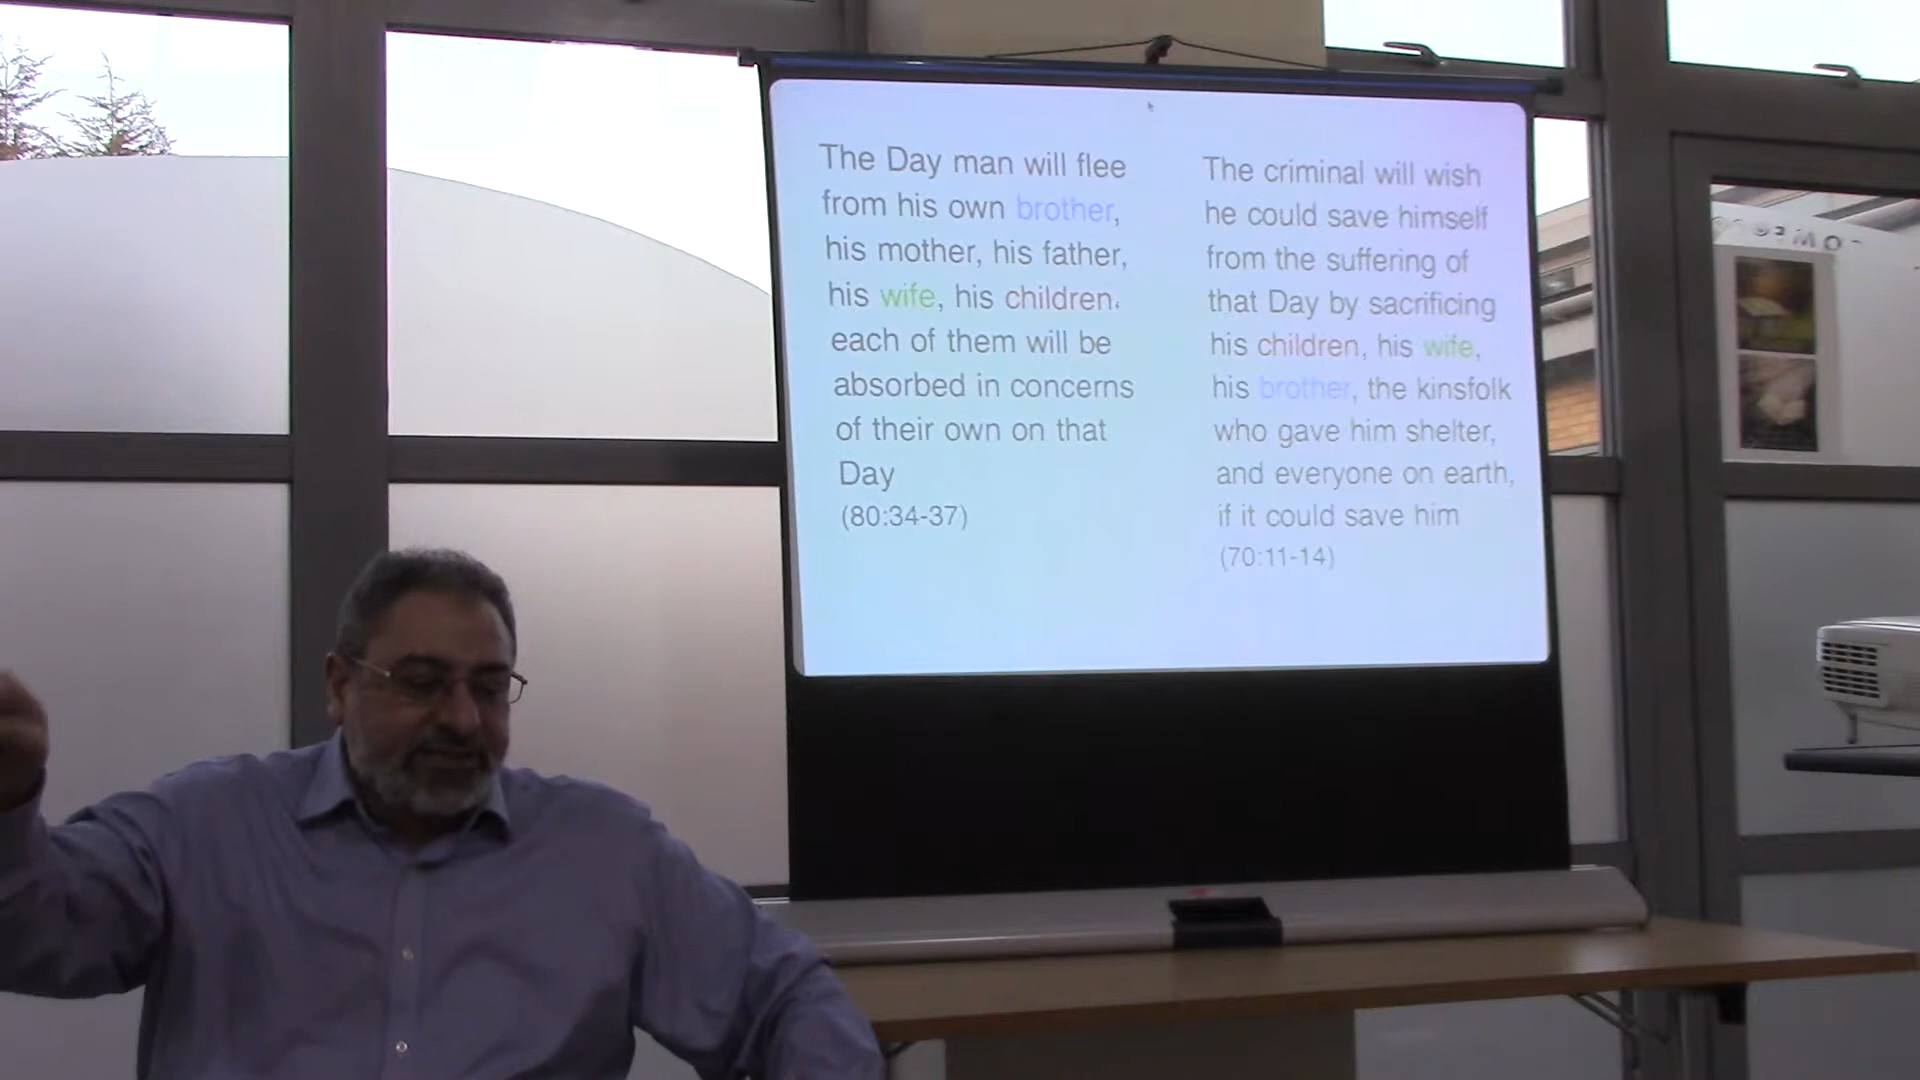 The Day man will flee
from his own brother,
his mother, his father,
his wife, his children.
each of them will be
absorbed in concerns
of their own on that
Day
(80:34-37)
The criminal will wish
he could save himself
from the suffering of
that Day by sacrificing
his children, his wife,
his brother, the kinsfolk
who gave him shelter,
and everyone on earth,
if it could save him
(70:11-14)